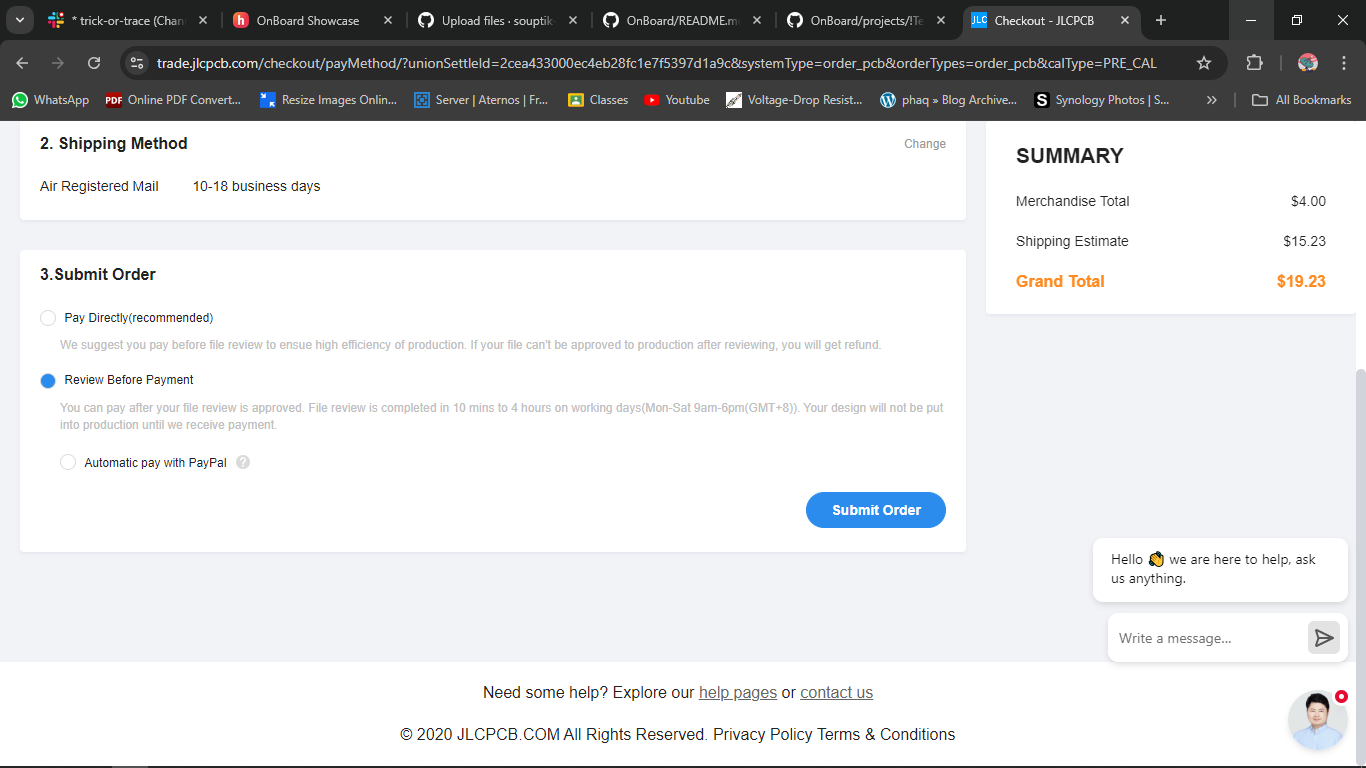 * trick-or-trace (Chan
OnBoard Showcase
Upload files · souptik-
OnBoard/README.m
OnBoard/projects/!Te
JLC Checkout - JLCPCB
trade.jlcpcb.com/checkout/payMethod/?unionSettleId=2cea433000ec4eb28fc1e7f5397d1a9c&systemType=order_pcb&orderTypes=order_pcb&calType=PRE_CAL
WhatsApp
PDF Online PDF Convert...
Resize Images Onlin...
Server | Aternos | Fr...
Classes
Youtube
Voltage-Drop Resist...
phaq » Blog Archive...
S Synology Photos | S...
»
All Bookmarks
2. Shipping Method
Change
Air Registered Mail 10-18 business days
3.Submit Order
Pay Directly(recommended)
We suggest you pay before file review to ensue high efficiency of production. If your file can't be approved to production after reviewing, you will get refund.
Review Before Payment
You can pay after your file review is approved. File review is completed in 10 mins to 4 hours on working days(Mon-Sat 9am-6pm(GMT+8)). Your design will not be put
into production until we receive payment.
Automatic pay with PayPal ?
Submit Order
SUMMARY
Merchandise Total $4.00
Shipping Estimate $15.23
Grand Total $19.23
Hello 👋 we are here to help, ask
us anything.
Write a message...
Need some help? Explore our help pages or contact us
© 2020 JLCPCB.COM All Rights Reserved. Privacy Policy Terms & Conditions